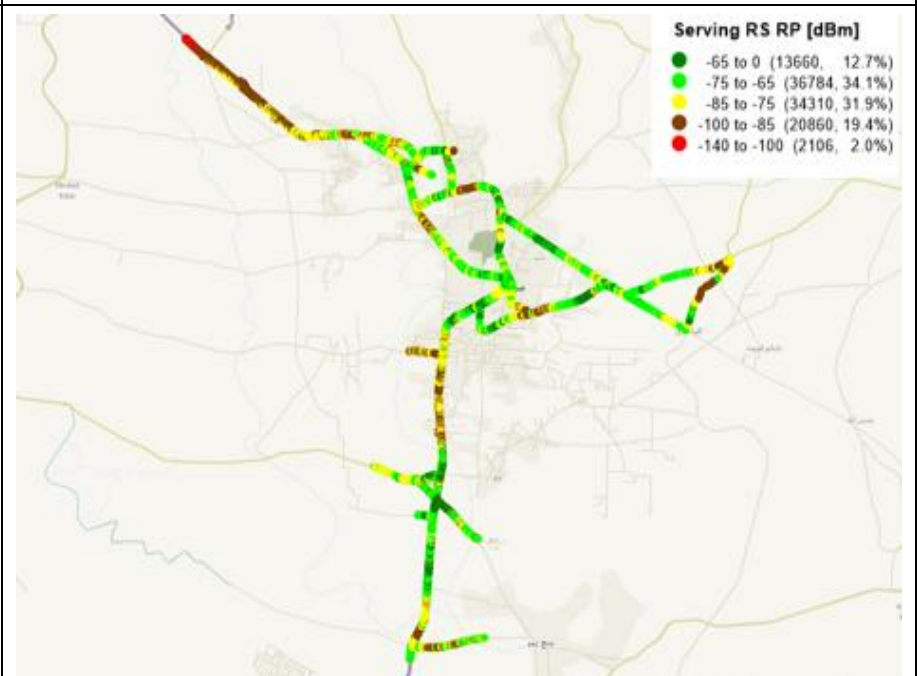 Serving RS RP [dBm]
-65 to 0 (13660, 12.7%)
-75 to -65 (36784, 34.1%)
-85 to -75 (34310, 31.9%)
-100 to -85 (20860, 19.4%)
-140 to -100 (2106, 2.0%)